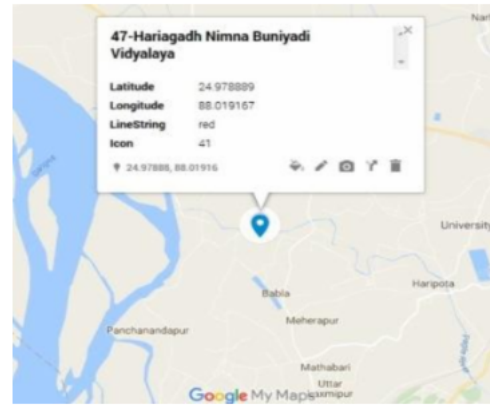 47-Hariagadh Nimna Buniyadi
Vidyalaya
Latitude 24.978889
Longitude 88.019167
LineString red
Icon 41
24.97888, 88.01916
University
Haripota
Babla
Meherapur
Panchanandapur
Mathabari
Uttar
Google My Maps